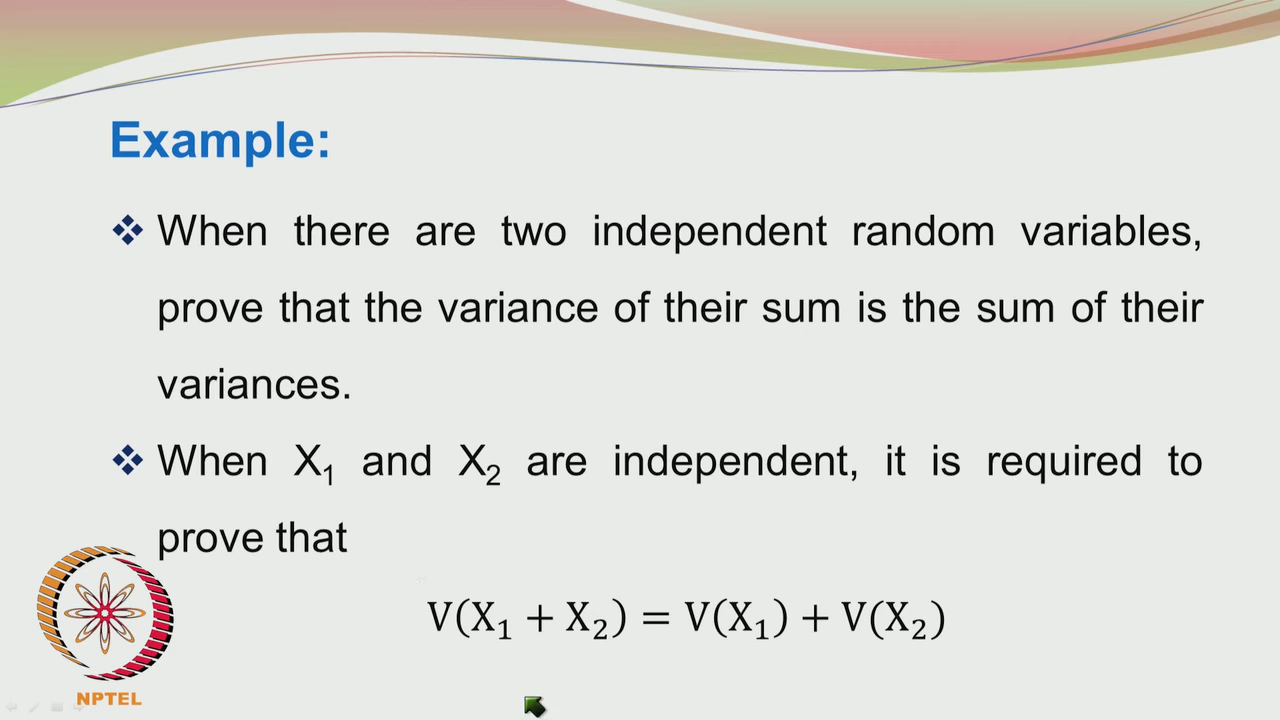 Example:
❖ When there are two independent random variables,
prove that the variance of their sum is the sum of their
variances.
❖ When X₁ and X₂ are independent, it is required to
prove that
V(X₁ + X₂) = V(X₁) + V(X₂)
NPTEL